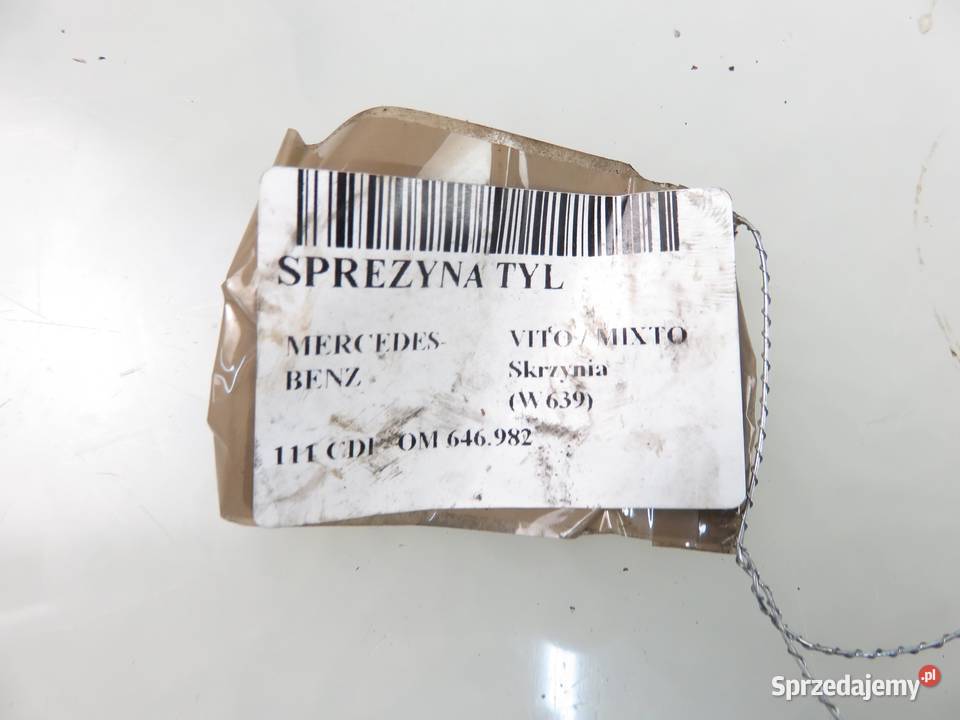 SPREZYNA TYL
MERCEDES-
BENZ
VITO / MIXTO
Skrzynia
(W639)
111 CDI OM 646.982
Sprzedajemy.pl